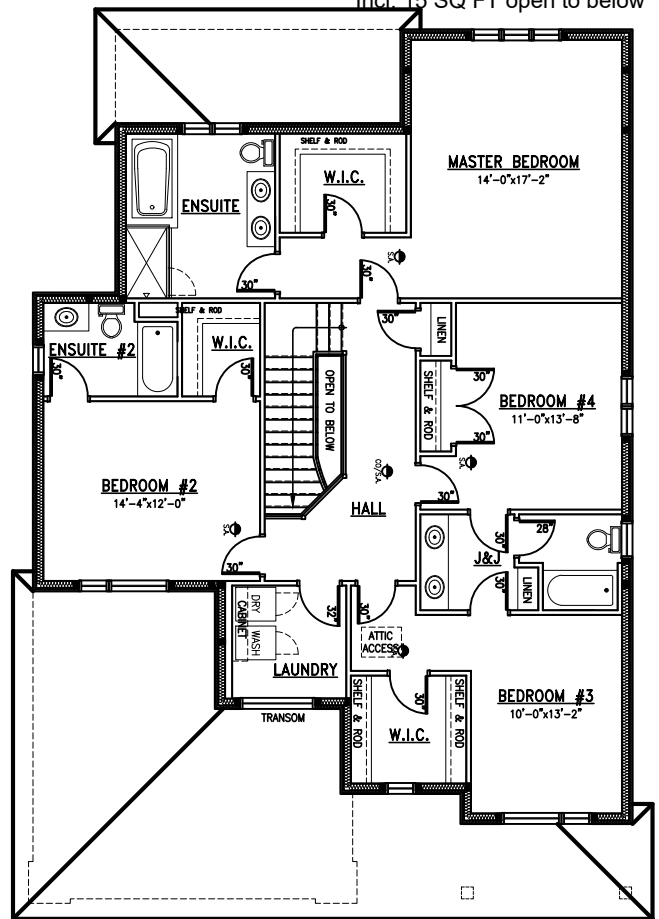 Incl. 15 SQ FT open to below
MASTER BEDROOM
14'-0"x17'-2"
SHELF & ROD
W.I.C.
30"
ENSUITE
30"
S.A.
30"
SHELF & ROD
W.I.C.
30"
ENSUITE #2
30"
OPEN TO BELOW
30"
LINEN
SHELF & ROD
30"
30"
BEDROOM #4
11'-0"x13'-8"
CO/S.A.
S.A.
30"
HALL
BEDROOM #2
14'-4"x12'-0"
S.A.
30"
30"
28"
J&J
30"
LINEN
DRY
CABINET
WASH
32"
LAUNDRY
TRANSOM
30"
ATTIC
ACCESS
30"
SHELF & ROD
W.I.C.
SHELF & ROD
BEDROOM #3
10'-0"x13'-2"